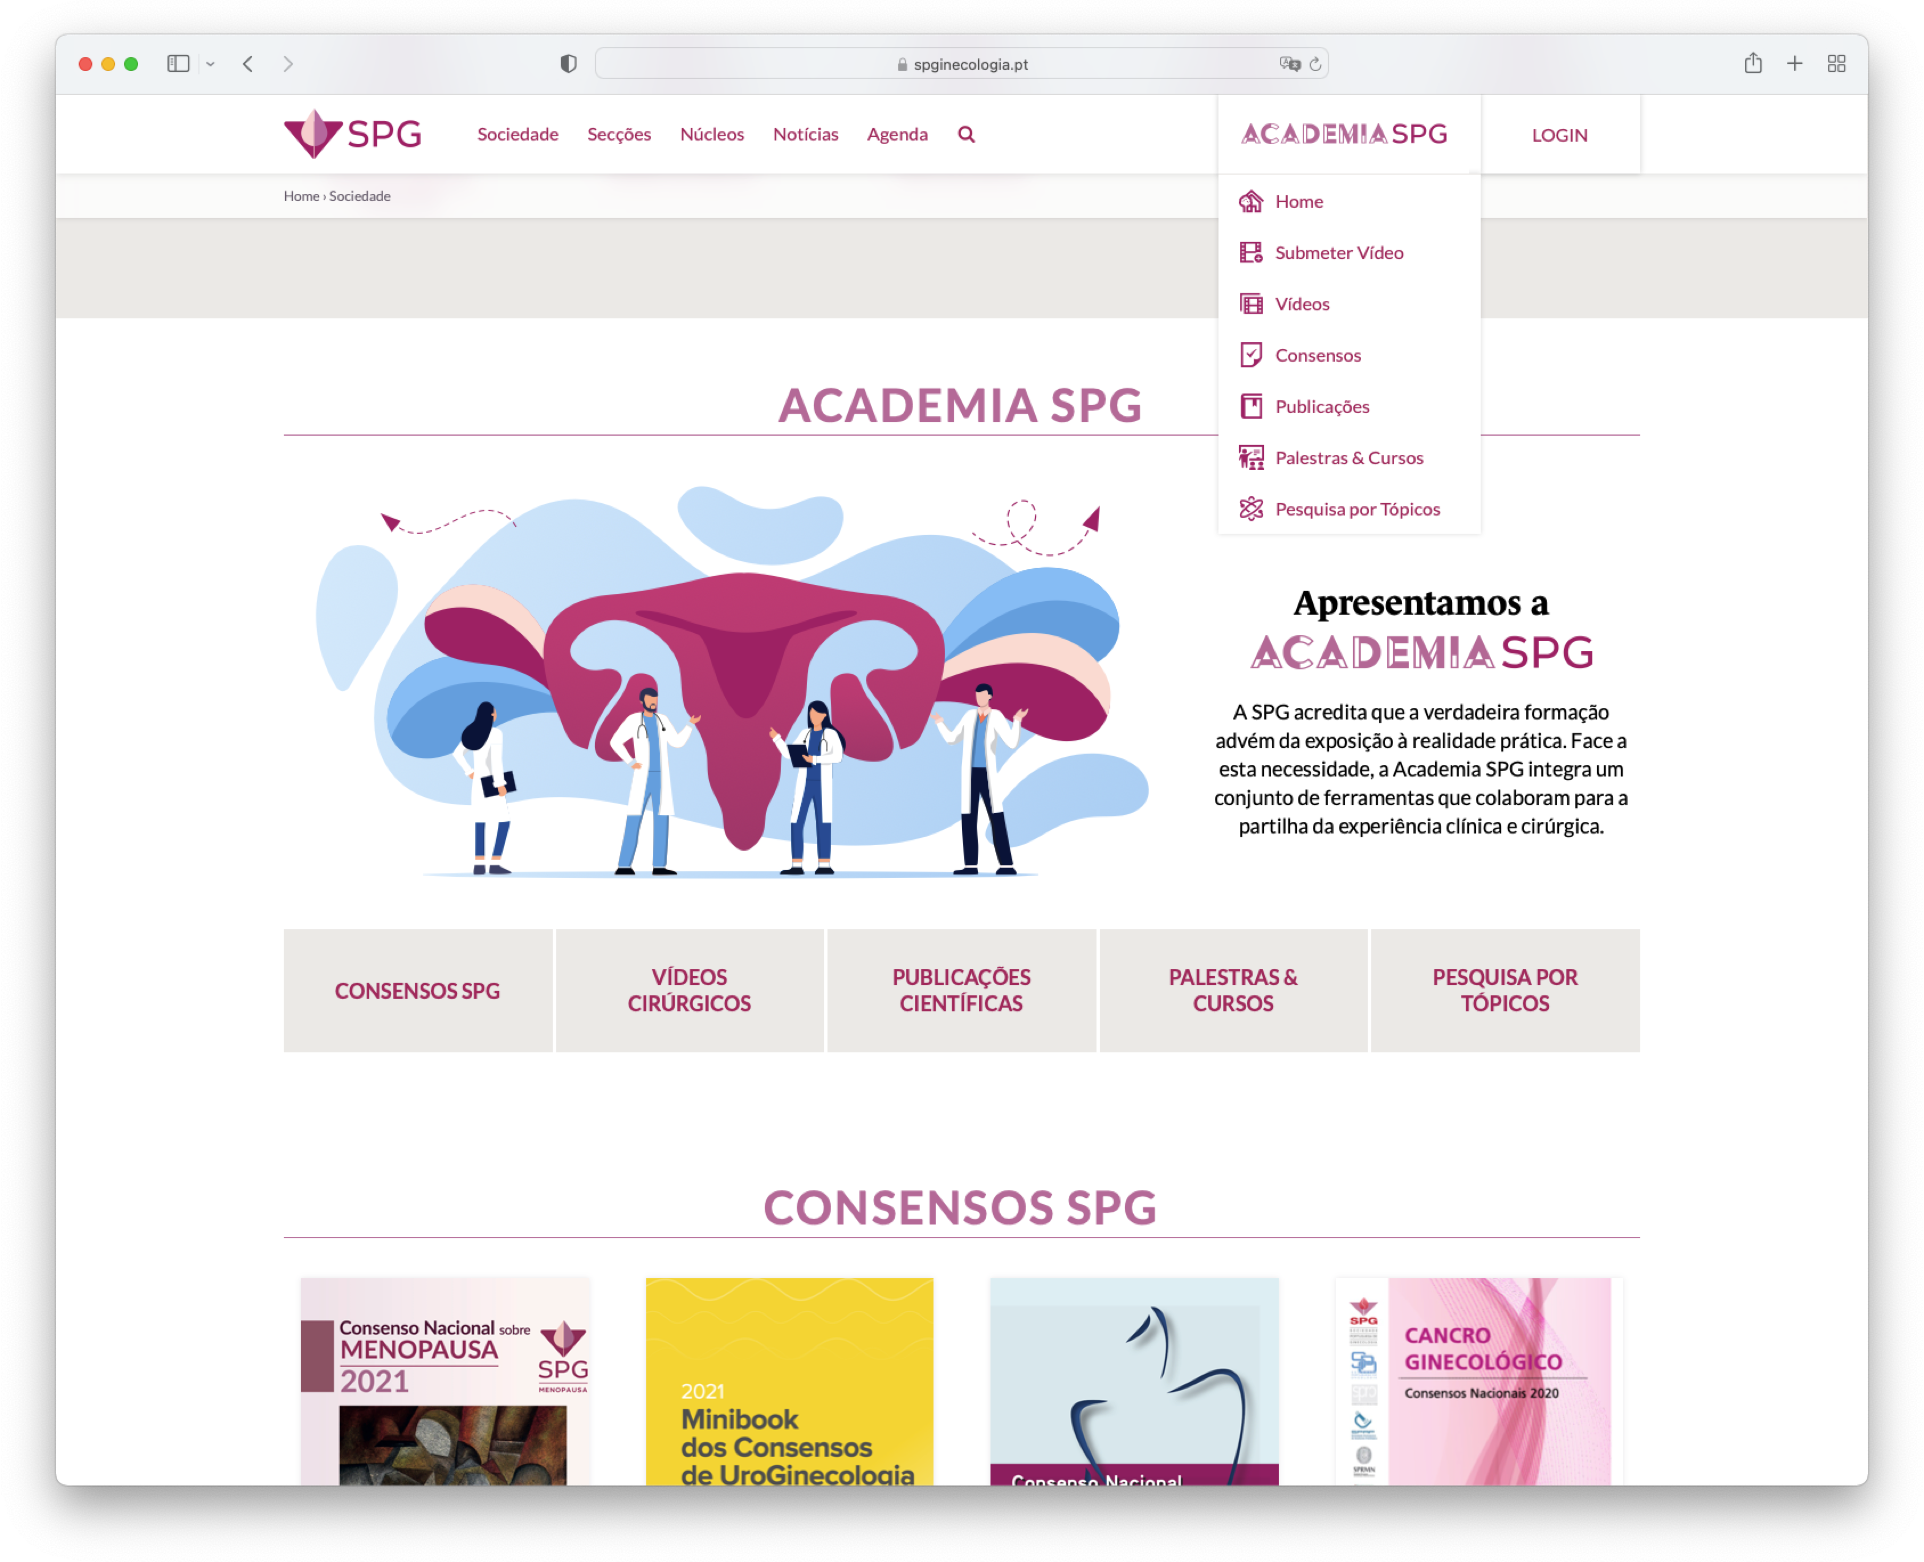 spginecologia.pt
SPG
Sociedade
Secções
Núcleos
Notícias
Agenda
ACADEMIA SPG
LOGIN
Home › Sociedade
Home
Submeter Vídeo
Vídeos
Consensos
Publicações
Palestras & Cursos
Pesquisa por Tópicos
ACADEMIA SPG
Apresentamos a
ACADEMIA SPG
A SPG acredita que a verdadeira formação
advém da exposição à realidade prática. Face a
esta necessidade, a Academia SPG integra um
conjunto de ferramentas que colaboram para a
partilha da experiência clínica e cirúrgica.
CONSENSOS SPG
VÍDEOS
CIRÚRGICOS
PUBLICAÇÕES
CIENTÍFICAS
PALESTRAS &
CURSOS
PESQUISA POR
TÓPICOS
CONSENSOS SPG
Consenso Nacional sobre
MENOPAUSA
2021
SPG
MENOPAUSA
2021
Minibook
dos Consensos
de UroGinecologia
Consenso Nacional
SPG
CANCRO
GINECOLÓGICO
Consensos Nacionais 2020
SPEMN